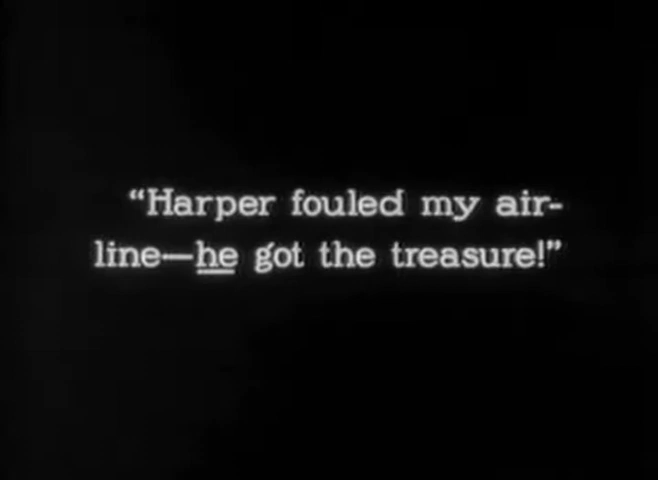 “Harper fouled my air-
line—he got the treasure!”